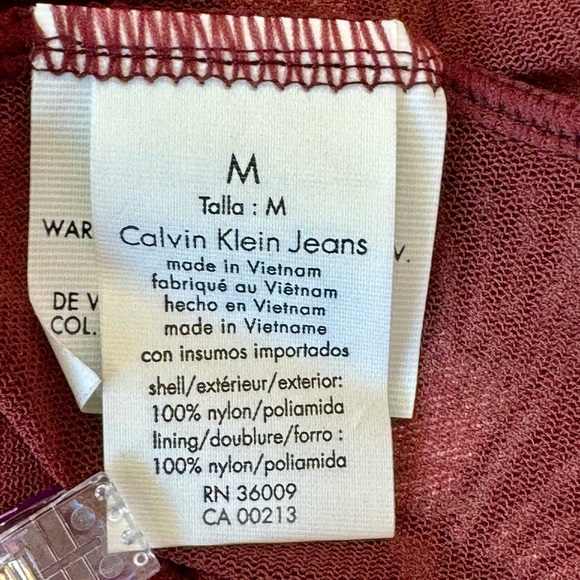 M
Talla : M
Calvin Klein Jeans
made in Vietnam
fabriqué au Viêtnam
hecho en Vietnam
made in Vietname
con insumos importados
shell/extérieur/exterior:
100% nylon/poliamida
lining/doublure/forro :
100% nylon/poliamida
RN 36009
CA 00213
WAR
V.
DE V
COL.